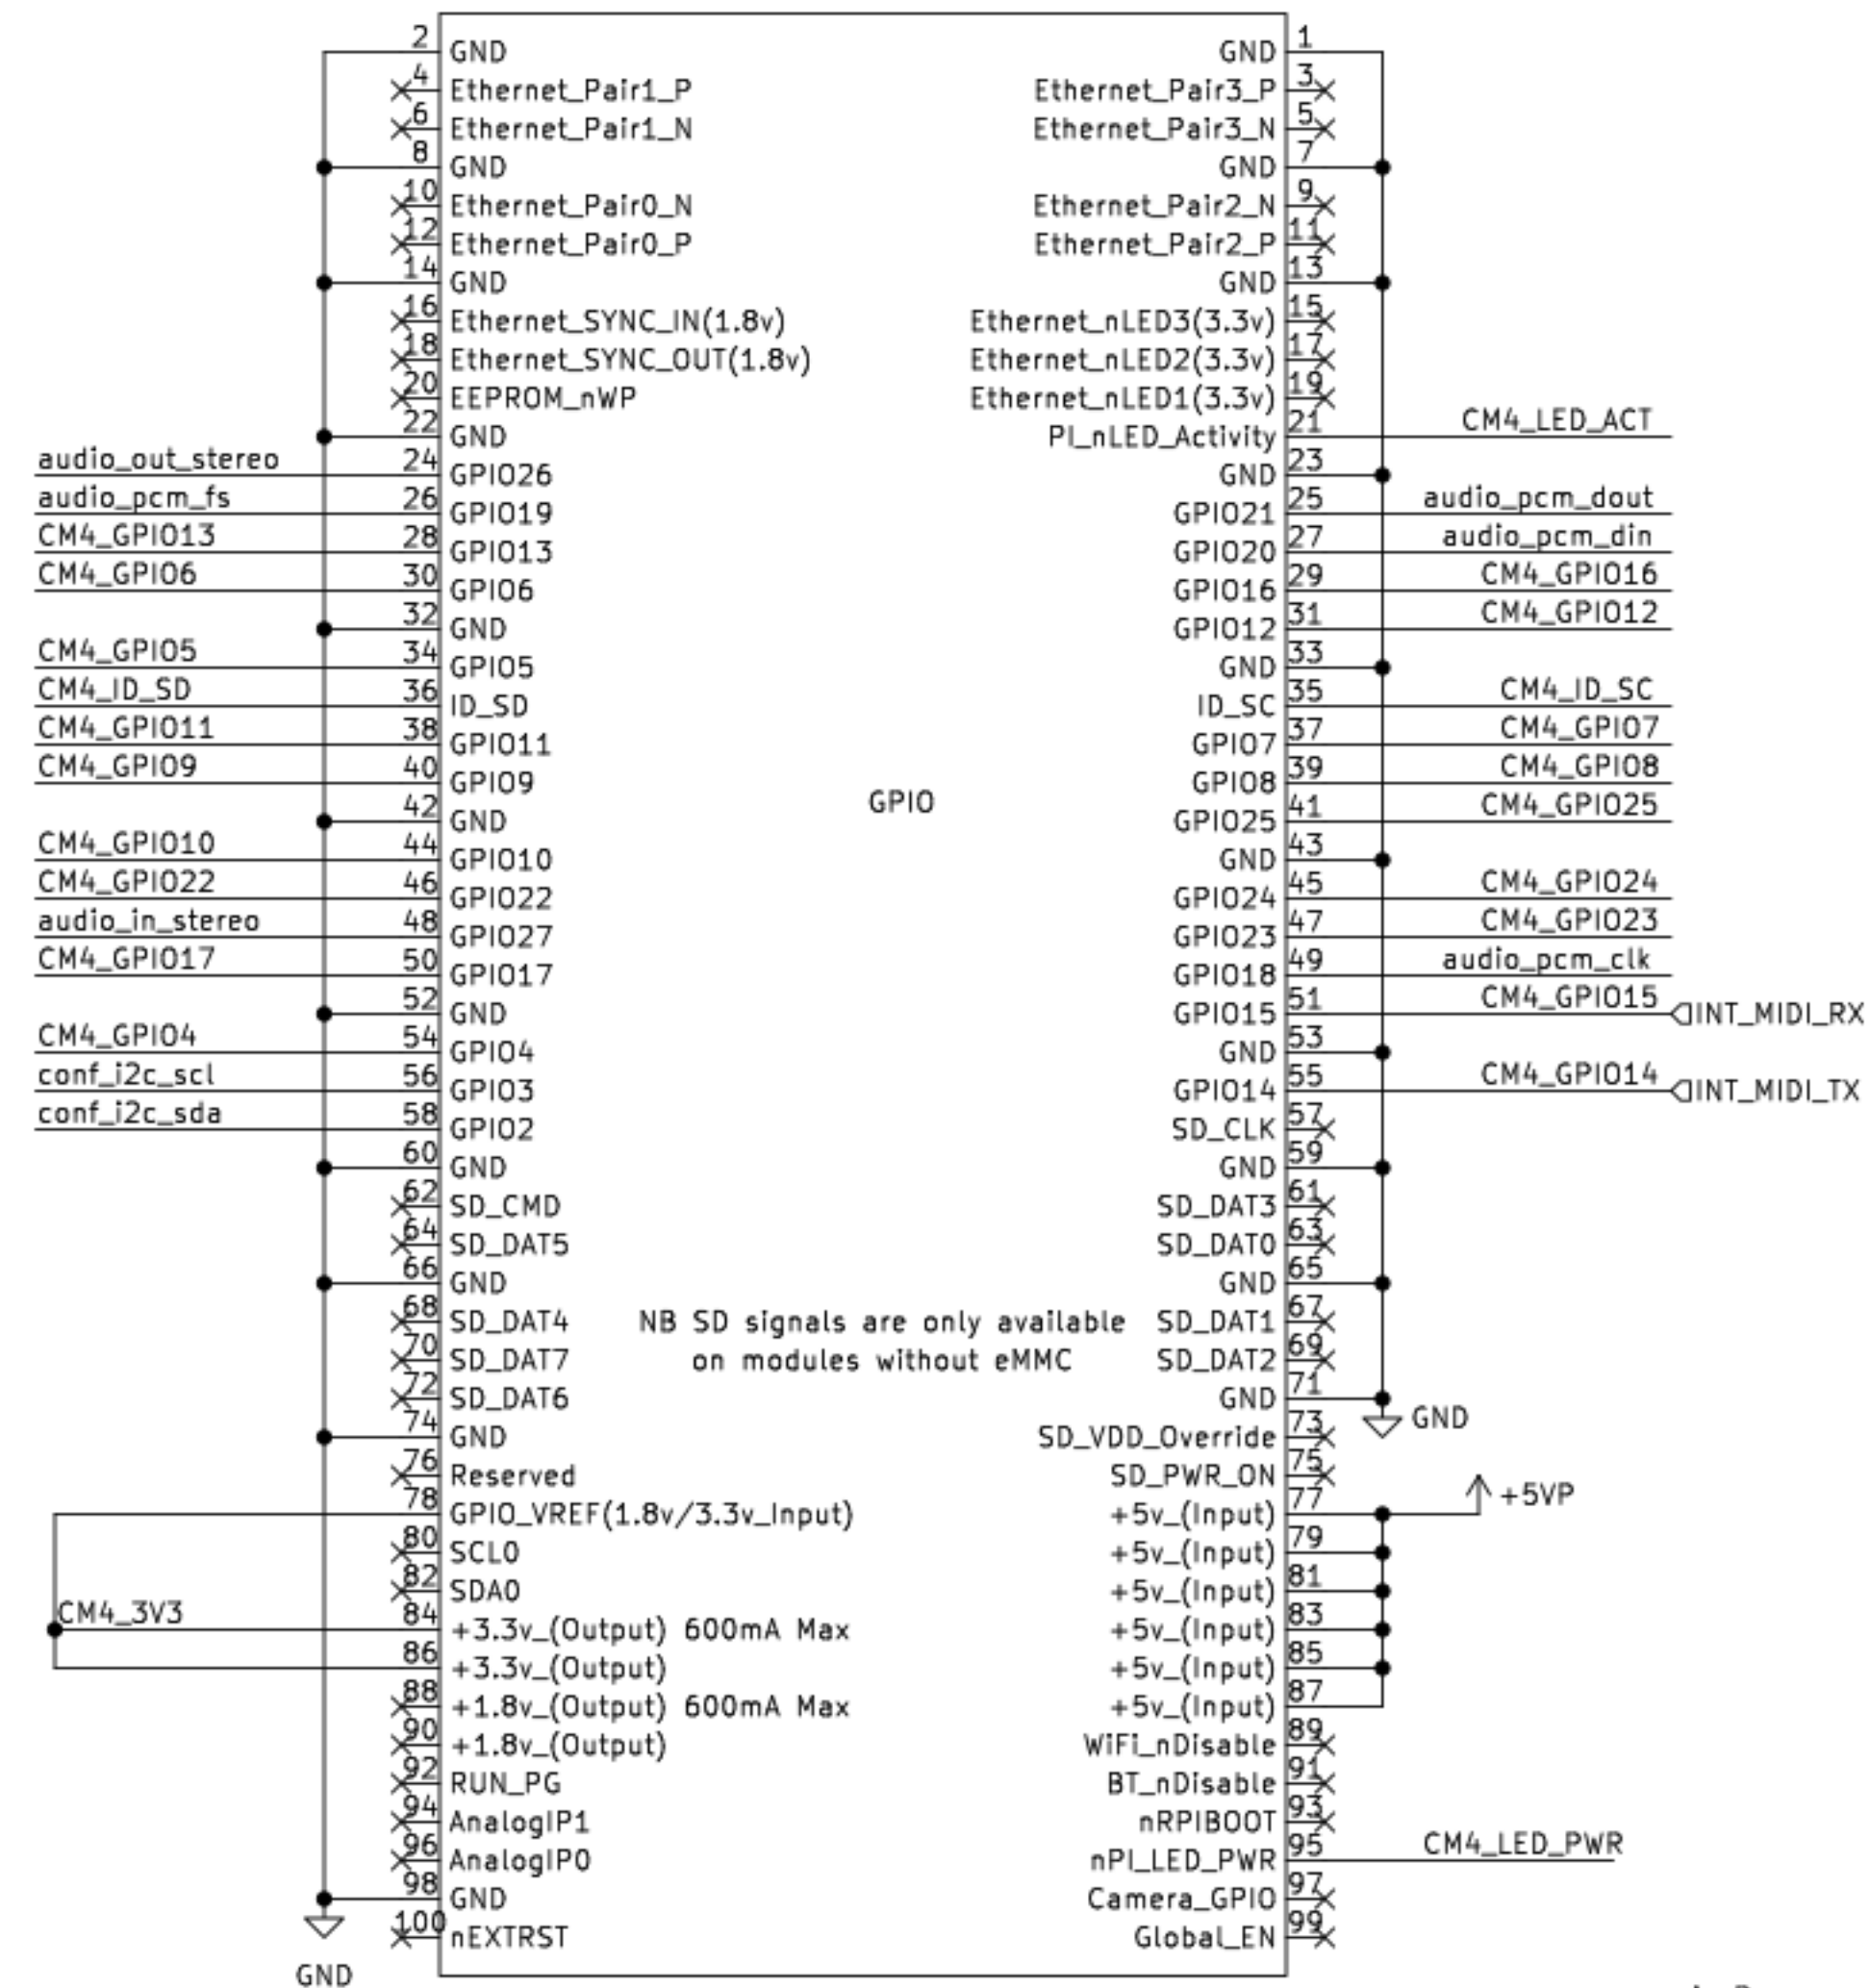 2 GND GND 1
4 Ethernet_Pair1_P Ethernet_Pair3_P 3
6 Ethernet_Pair1_N Ethernet_Pair3_N 5
8 GND GND 7
10 Ethernet_Pair0_N Ethernet_Pair2_N 9
12 Ethernet_Pair0_P Ethernet_Pair2_P 11
14 GND GND 13
16 Ethernet_SYNC_IN(1.8v) Ethernet_nLED3(3.3v) 15
18 Ethernet_SYNC_OUT(1.8v) Ethernet_nLED2(3.3v) 17
20 EEPROM_nWP Ethernet_nLED1(3.3v) 19
22 GND PI_nLED_Activity 21 CM4_LED_ACT
audio_out_stereo 24 GPIO26 GND 23
audio_pcm_fs 26 GPIO19 GPIO21 25 audio_pcm_dout
CM4_GPIO13 28 GPIO13 GPIO20 27 audio_pcm_din
CM4_GPIO6 30 GPIO6 GPIO16 29 CM4_GPIO16
32 GND GPIO12 31 CM4_GPIO12
CM4_GPIO5 34 GPIO5 GND 33
CM4_ID_SD 36 ID_SD ID_SC 35 CM4_ID_SC
CM4_GPIO11 38 GPIO11 GPIO7 37 CM4_GPIO7
CM4_GPIO9 40 GPIO9 GPIO8 39 CM4_GPIO8
GPIO
42 GND GPIO25 41 CM4_GPIO25
CM4_GPIO10 44 GPIO10 GND 43
CM4_GPIO22 46 GPIO22 GPIO24 45 CM4_GPIO24
audio_in_stereo 48 GPIO27 GPIO23 47 CM4_GPIO23
CM4_GPIO17 50 GPIO17 GPIO18 49 audio_pcm_clk
52 GND GPIO15 51 CM4_GPIO15 INT_MIDI_RX
CM4_GPIO4 54 GPIO4 GND 53
conf_i2c_scl 56 GPIO3 GPIO14 55 CM4_GPIO14 INT_MIDI_TX
conf_i2c_sda 58 GPIO2 SD_CLK 57
60 GND GND 59
62 SD_CMD SD_DAT3 61
64 SD_DAT5 SD_DAT0 63
66 GND GND 65
68 SD_DAT4 NB SD signals are only available SD_DAT1 67
70 SD_DAT7 on modules without eMMC SD_DAT2 69
72 SD_DAT6 GND 71
GND
74 GND SD_VDD_Override 73
76 Reserved SD_PWR_ON 75
78 GPIO_VREF(1.8v/3.3v_Input) +5v_(Input) 77 +5VP
80 SCL0 +5v_(Input) 79
82 SDA0 +5v_(Input) 81
CM4_3V3 84 +3.3v_(Output) 600mA Max +5v_(Input) 83
86 +3.3v_(Output) +5v_(Input) 85
88 +1.8v_(Output) 600mA Max +5v_(Input) 87
90 +1.8v_(Output) WiFi_nDisable 89
92 RUN_PG BT_nDisable 91
94 AnalogIP1 nRPIBOOT 93
96 AnalogIP0 nPI_LED_PWR 95 CM4_LED_PWR
98 GND Camera_GPIO 97
100 nEXTRST Global_EN 99
GND